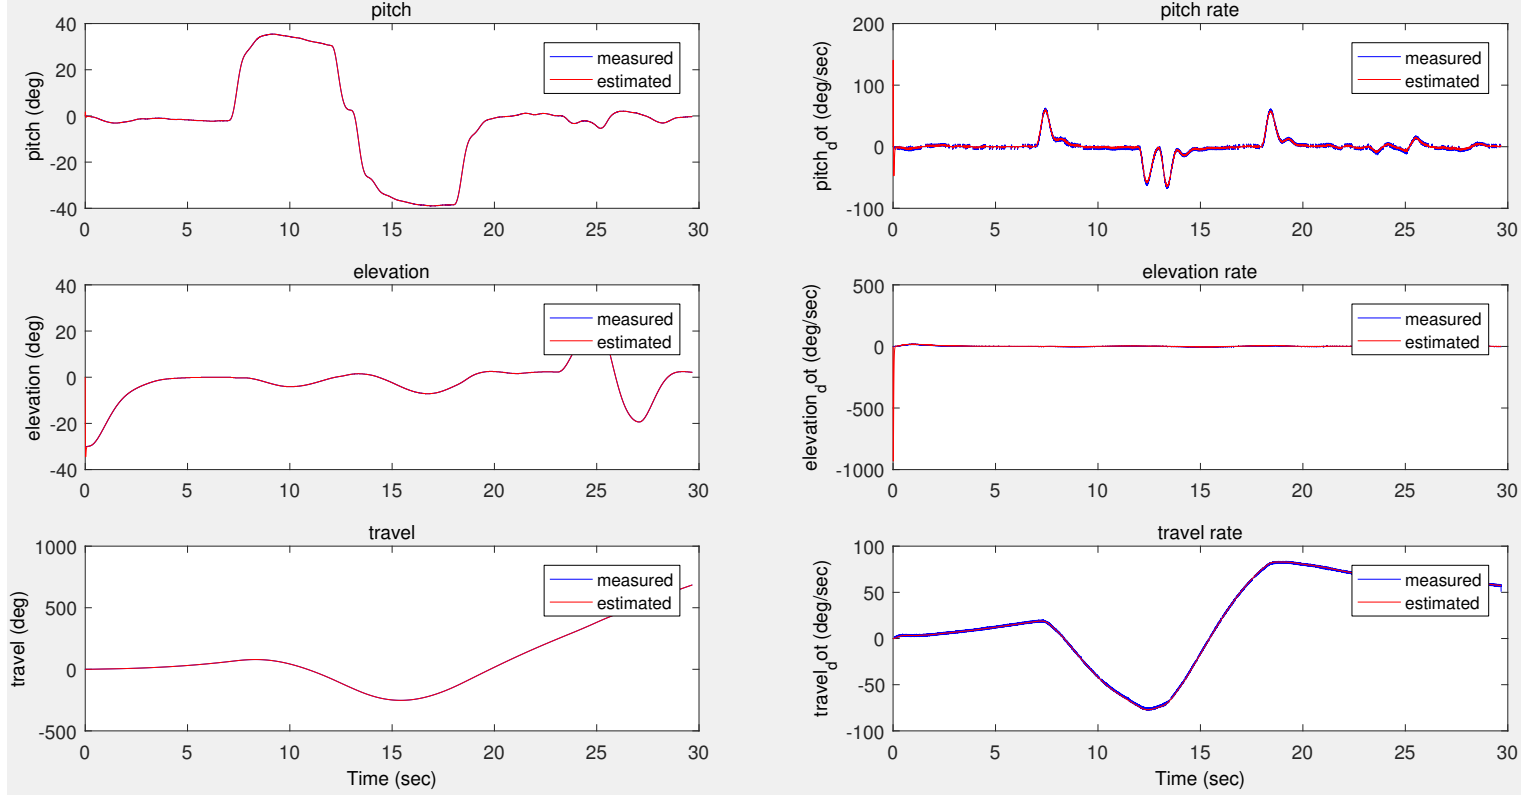 pitch
pitch (deg)
40
20
0
-20
-40
0
5
10
15
20
25
30
measured
estimated
pitch rate
pitch_dot (deg/sec)
200
100
0
-100
0
5
10
15
20
25
30
measured
estimated
elevation
elevation (deg)
40
20
0
-20
-40
0
5
10
15
20
25
30
measured
estimated
elevation rate
elevation_dot (deg/sec)
500
0
-500
-1000
0
5
10
15
20
25
30
measured
estimated
travel
travel (deg)
1000
500
0
-500
0
5
10
15
20
25
30
Time (sec)
measured
estimated
travel rate
travel_dot (deg/sec)
100
50
0
-50
-100
0
5
10
15
20
25
30
Time (sec)
measured
estimated